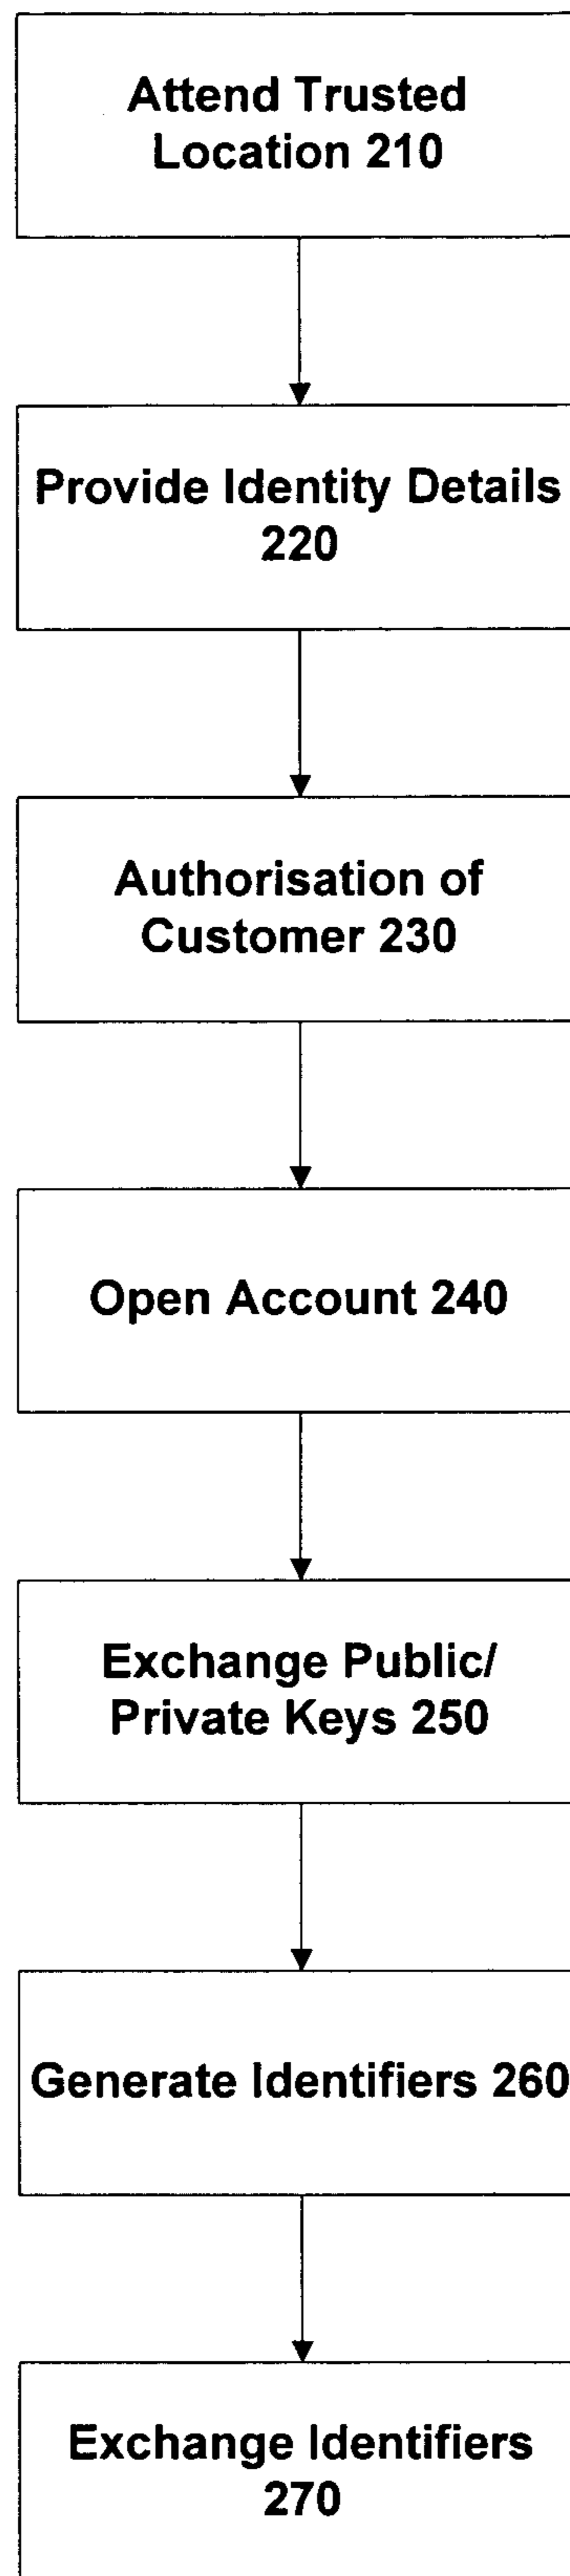 Attend Trusted
Location 210
Provide Identity Details
220
Authorisation of
Customer 230
Open Account 240
Exchange Public/
Private Keys 250
Generate Identifiers 260
Exchange Identifiers
270